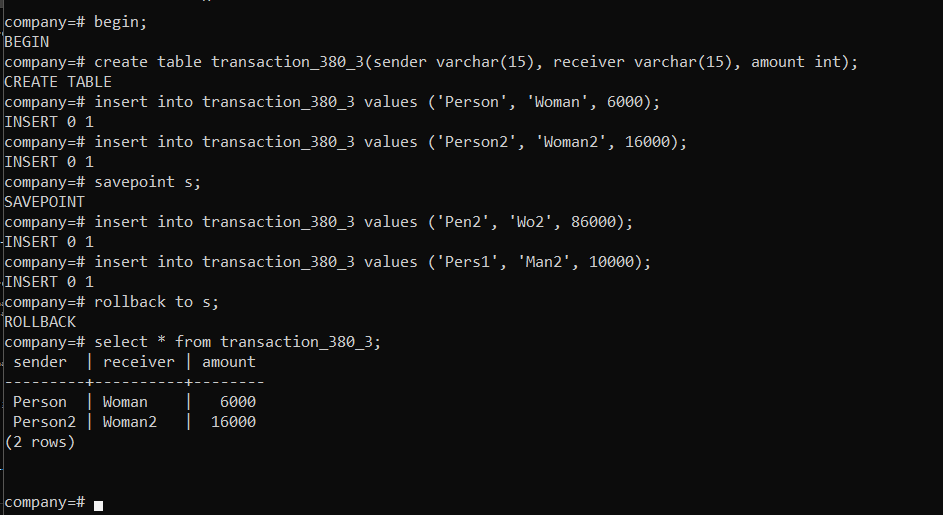 company=# begin;
BEGIN
company=# create table transaction_380_3(sender varchar(15), receiver varchar(15), amount int);
CREATE TABLE
company=# insert into transaction_380_3 values ('Person', 'Woman', 6000);
INSERT 0 1
company=# insert into transaction_380_3 values ('Person2', 'Woman2', 16000);
INSERT 0 1
company=# savepoint s;
SAVEPOINT
company=# insert into transaction_380_3 values ('Pen2', 'Wo2', 86000);
INSERT 0 1
company=# insert into transaction_380_3 values ('Pers1', 'Man2', 10000);
INSERT 0 1
company=# rollback to s;
ROLLBACK
company=# select * from transaction_380_3;
 sender  | receiver | amount
---------+----------+--------
 Person  | Woman    |   6000
 Person2 | Woman2   |  16000
(2 rows)
company=#